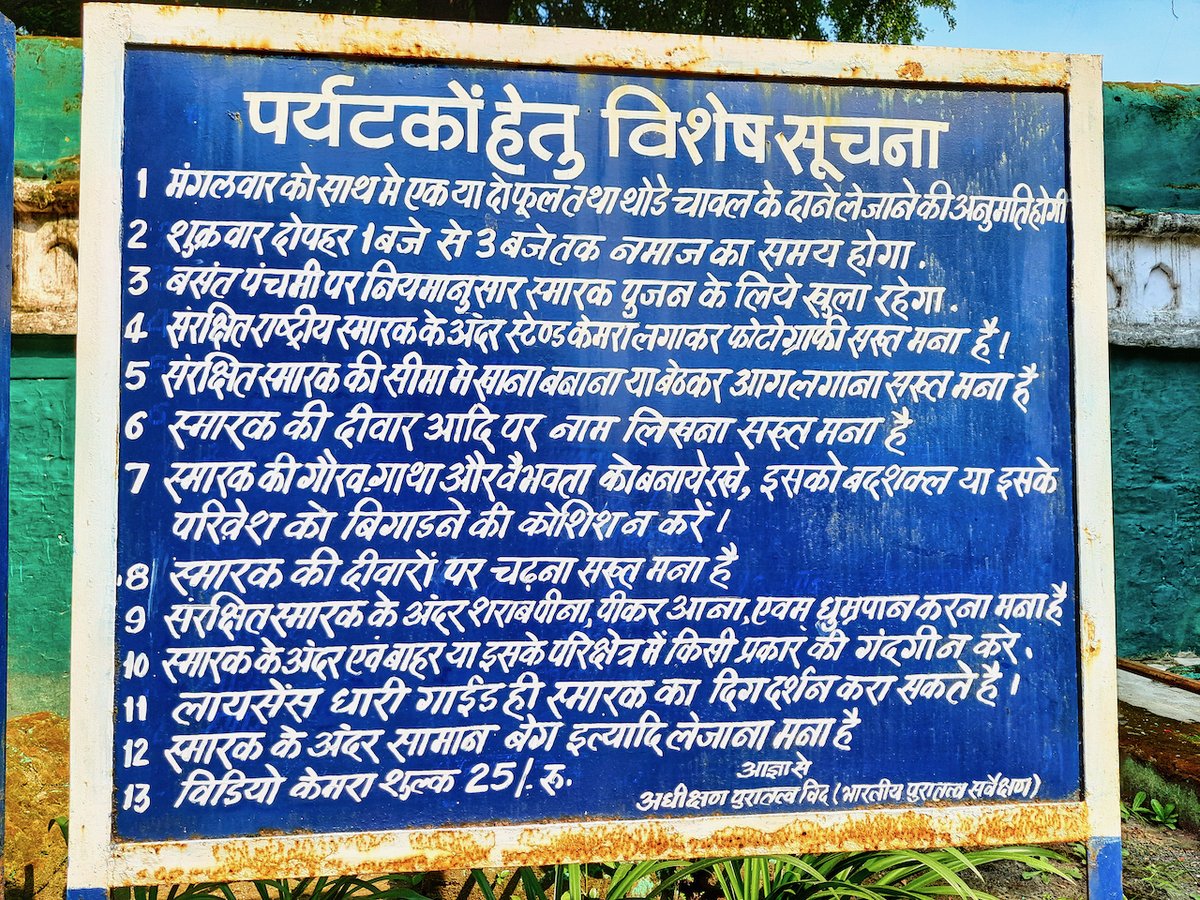 पर्यटकों हेतु विशेष सूचना
1 मंगलवार को साथ मे एक या दो फूल तथा थोडे चावल के दाने लेजाने की अनुमति होगी
2 शुक्रवार दोपहर 1 बजे से 3 बजे तक नमाज का समय होगा.
3 बसंत पंचमी पर नियमानुसार स्मारक पुजन के लिये खुला रहेगा.
4 संरक्षित राष्ट्रीय स्मारक के अंदर स्टेण्ड केमरा लगाकर फोटोग्राफी सख्त मना है।
5 संरक्षित स्मारक की सीमा मे खाना बनाना या बेठकर आग लगाना सख्त मना है
6 स्मारक की दीवार आदि पर नाम लिखना सख्त मना है
7 स्मारक की गौरव.गाथा और वैभवता को बनाये रखे, इसको बदशक्ल या इसके
परिवेश को बिगाडने की कोशिश न करें।
8 स्मारक की दीवारों पर चढ़ना सख्त मना है
9 संरक्षित स्मारक के अंदर शराब पीना, पीकर आना, एवम् धुम्रपान करना मना है
10 स्मारक के अंदर एवं बाहर या इसके परिक्षेत्र में किसी प्रकार की गंदगी न करे.
11 लायसेंस धारी गाईड ही स्मारक का दिगदर्शन करा सकते है।
12 स्मारक के अंदर सामान बेग इत्यादि लेजाना मना है
13 विडियो केमरा शुल्क 25/- रू.
आज्ञा से
अधीक्षण पुरातत्व विद (भारतीय पुरातत्व सर्वेक्षण)